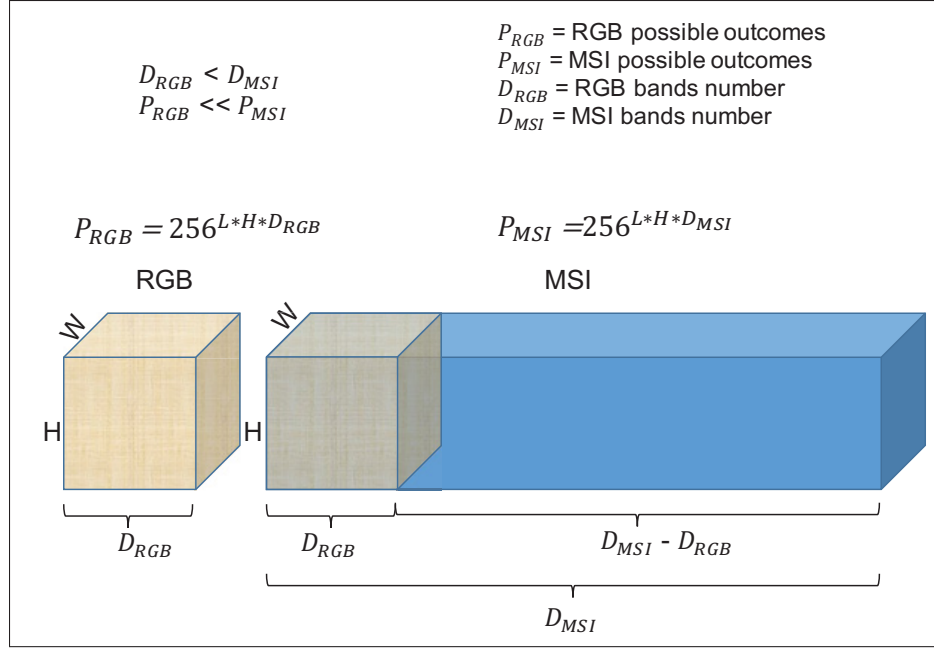 D_RGB < D_MSI
P_RGB << P_MSI
P_RGB = RGB possible outcomes
P_MSI = MSI possible outcomes
D_RGB = RGB bands number
D_MSI = MSI bands number
P_RGB = 256^{L*H*D_RGB}
P_MSI =256^{L*H*D_MSI}
RGB
MSI
W
W
H
H
D_RGB
D_RGB
D_MSI - D_RGB
D_MSI